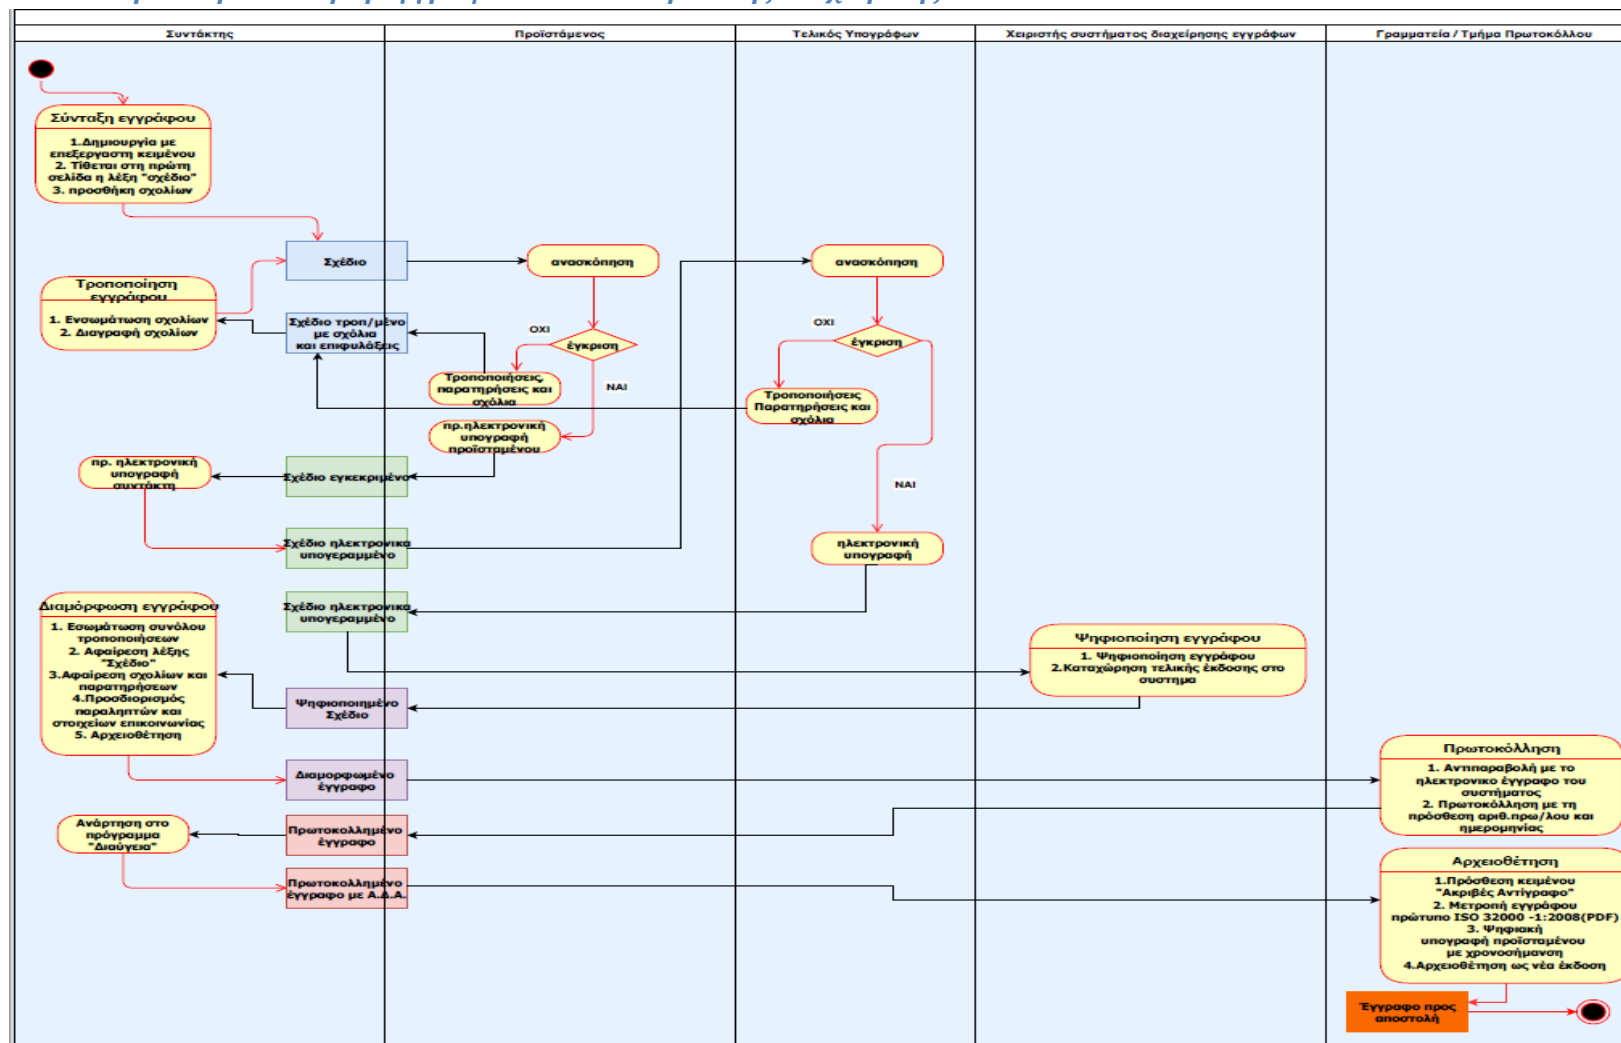 Συντάκτης
Προϊστάμενος
Τελικός Υπογράφων
Χειριστής συστήματος διαχείρησης εγγράφων
Γραμματεία / Τμήμα Πρωτοκόλλου
Σύνταξη εγγράφου
1.Δημιουργία με
επεξεργαστη κειμένου
2. Τίθεται στη πρώτη
σελίδα η λέξη "σχέδιο"
3. προσθήκη σχολίων
Σχέδιο
ανασκόπηση
ανασκόπηση
Τροποποίηση
εγγράφου
1. Ενσωμάτωση σχολίων
2. Διαγραφή σχολίων
Σχέδιο τροπ/μένο
με σχόλια
και επιφυλάξεις
ΟΧΙ
έγκριση
ΟΧΙ
έγκριση
Τροποποιήσεις,
παρατηρήσεις και
σχόλια
ΝΑΙ
Τροποποιήσεις
Παρατηρήσεις και
σχόλια
πρ.ηλεκτρονική
υπογραφή
προϊσταμένου
πρ. ηλεκτρονική
υπογραφή
συντάκτη
Σχέδιο εγκεκριμένο
ΝΑΙ
Σχέδιο ηλεκτρονικα
υπογεραμμένο
ηλεκτρονική
υπογραφή
Σχέδιο ηλεκτρονικα
υπογεραμμένο
Διαμόρφωση εγγράφου
1. Εσωμάτωση συνόλου
τροποποιήσεων
2. Αφαίρεση λέξης
"Σχέδιο"
3.Αφαίρεση σχολίων και
παρατηρήσεων
4.Προσδιορισμός
παραληπτών και
στοιχείων επικοινωνίας
5. Αρχειοθέτηση
Ψηφιοποίηση εγγράφου
1. Ψηφιοποίηση εγγράφου
2.Καταχώρηση τελικής έκδοσης στο
συστημα
Ψηφιοποιημένο
Σχέδιο
Διαμορφωμένο
έγγραφο
Πρωτοκόλληση
1. Αντιπαραβολή με το
ηλεκτρονικο έγγραφο του
συστήματος
2. Πρωτοκόλληση με τη
πρόσθεση αριθ.πρω/λου και
ημερομηνίας
Ανάρτηση στο
πρόγραμμα
"Διαύγεια"
Πρωτοκολλημένο
έγγραφο
Πρωτοκολλημένο
έγγραφο με Α.Δ.Α.
Αρχειοθέτηση
1.Πρόσθεση κειμένου
"Ακριβές Αντίγραφο"
2. Μετροπή εγγράφου
πρώτυπο ISO 32000 -1:2008(PDF)
3. Ψηφιακή
υπογραφή προϊσταμένου
με χρονοσήμανση
4.Αρχειοθέτηση ως νέα έκδοση
Έγγραφο προς
αποστολή